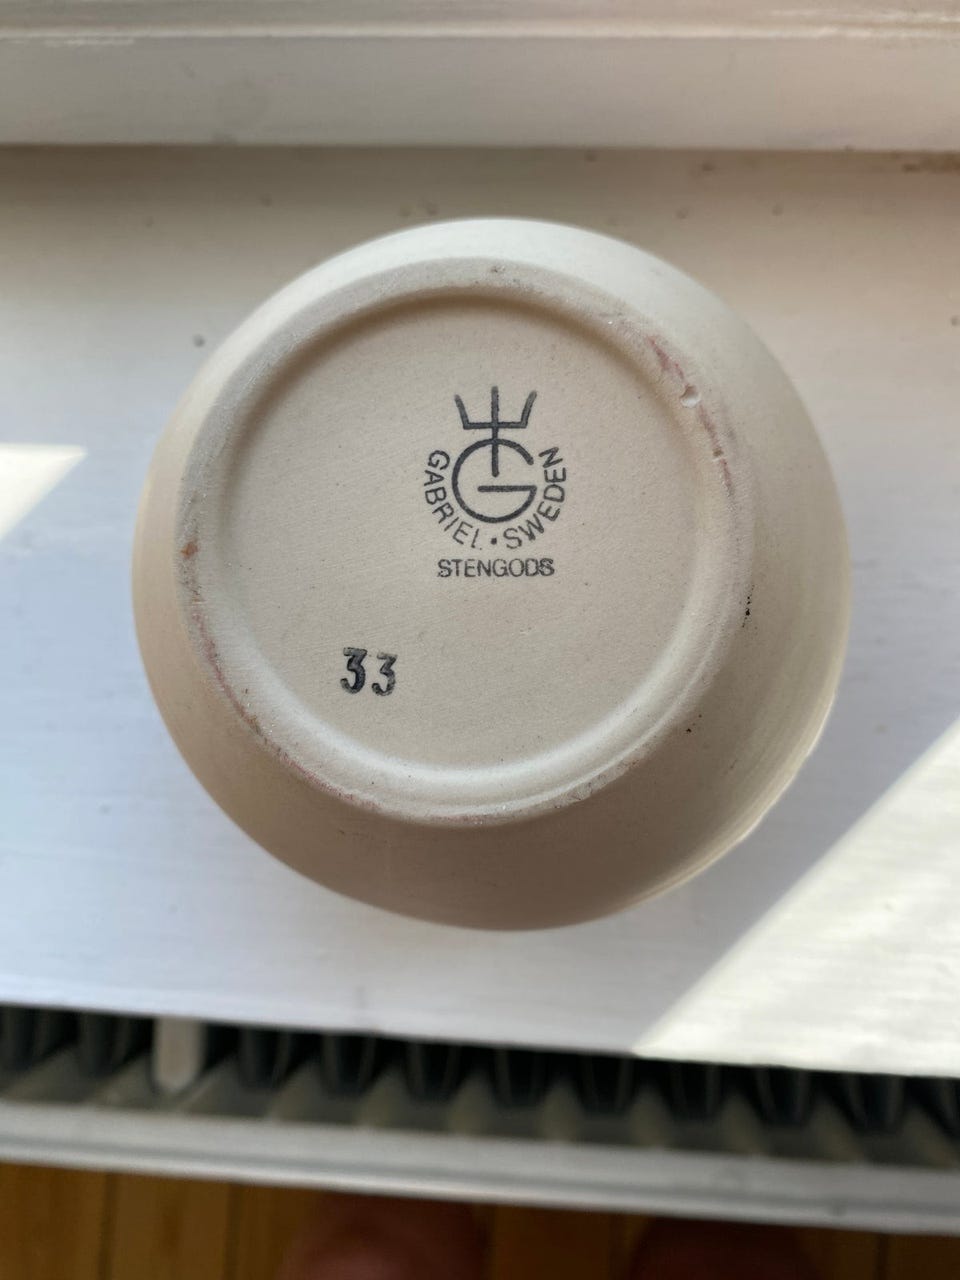 G
GABRIEL · SWEDEN
STENGODS
33